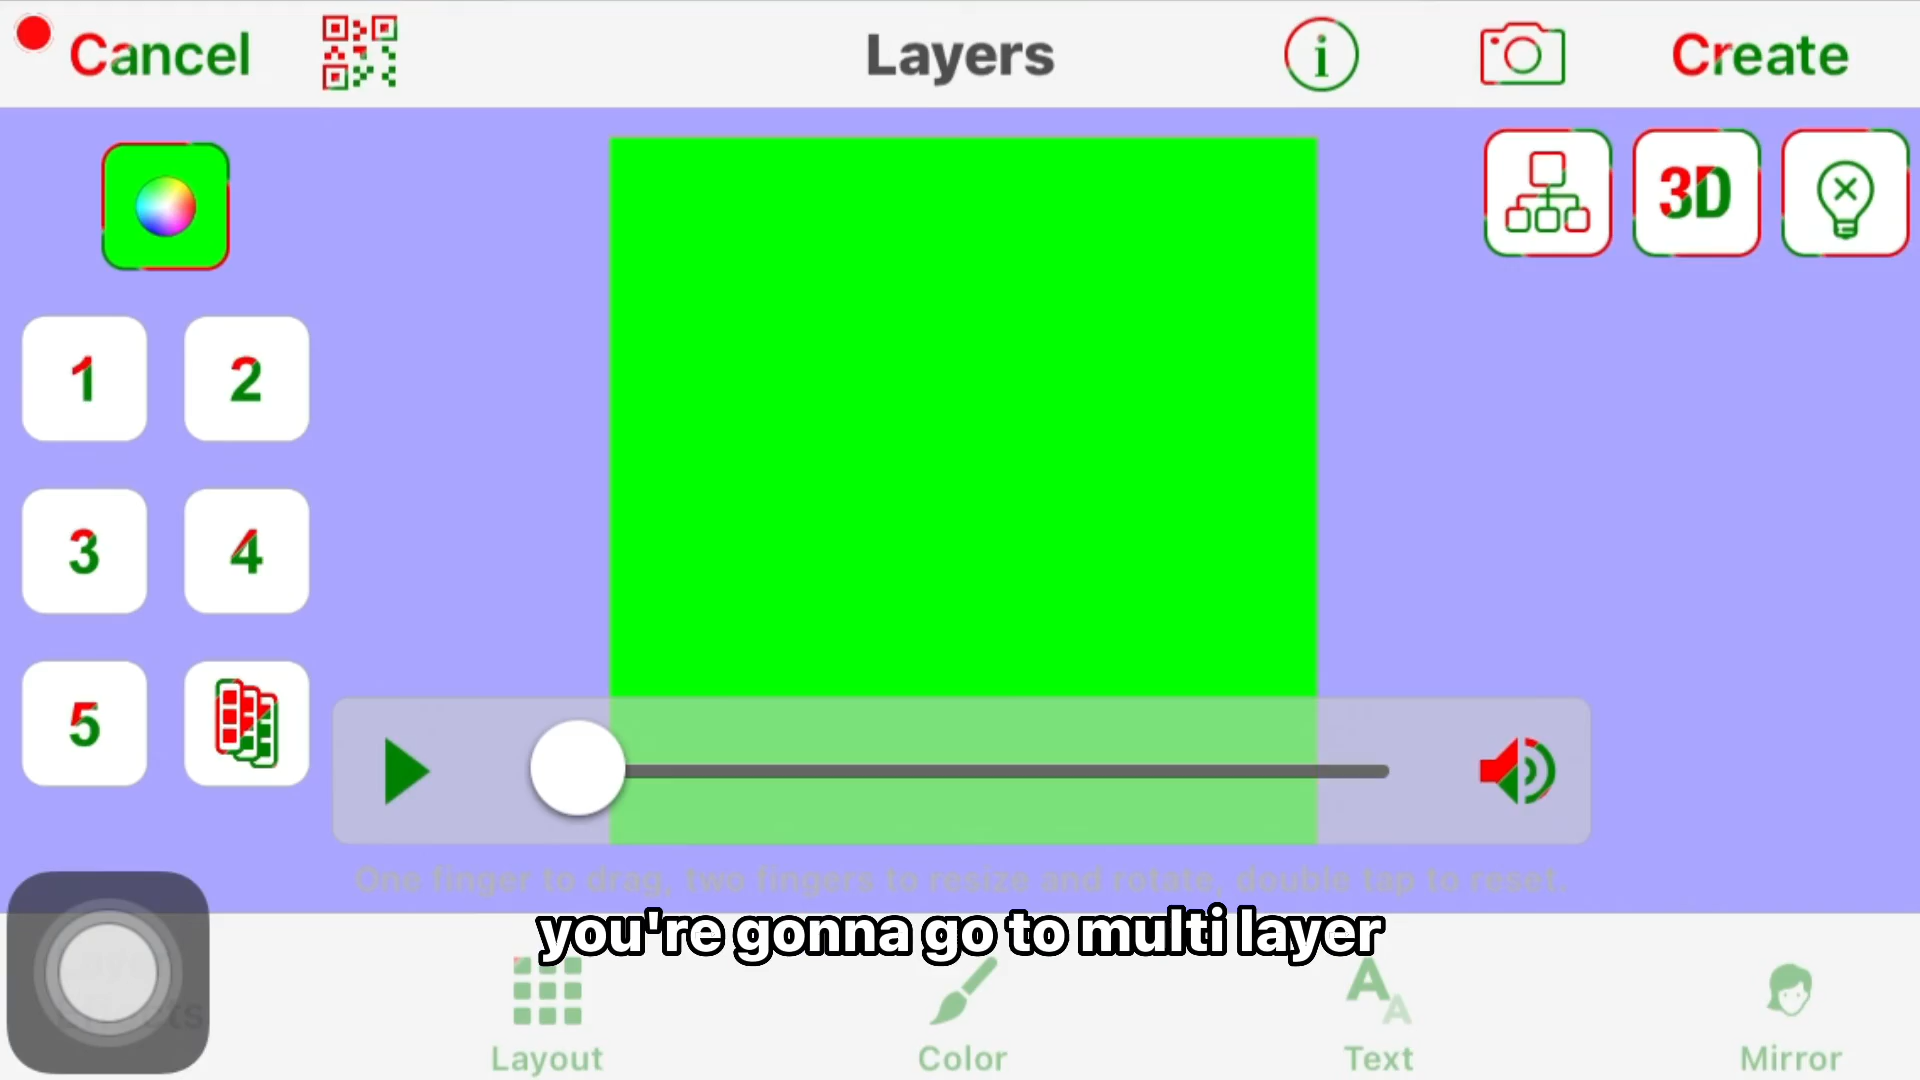 Cancel
Layers
i
Create
3D
1
2
3
4
5
One finger to drag, two fingers to resize and rotate, double tap to reset.
you're gonna go to multi layer
Layout
Color
Text
Mirror